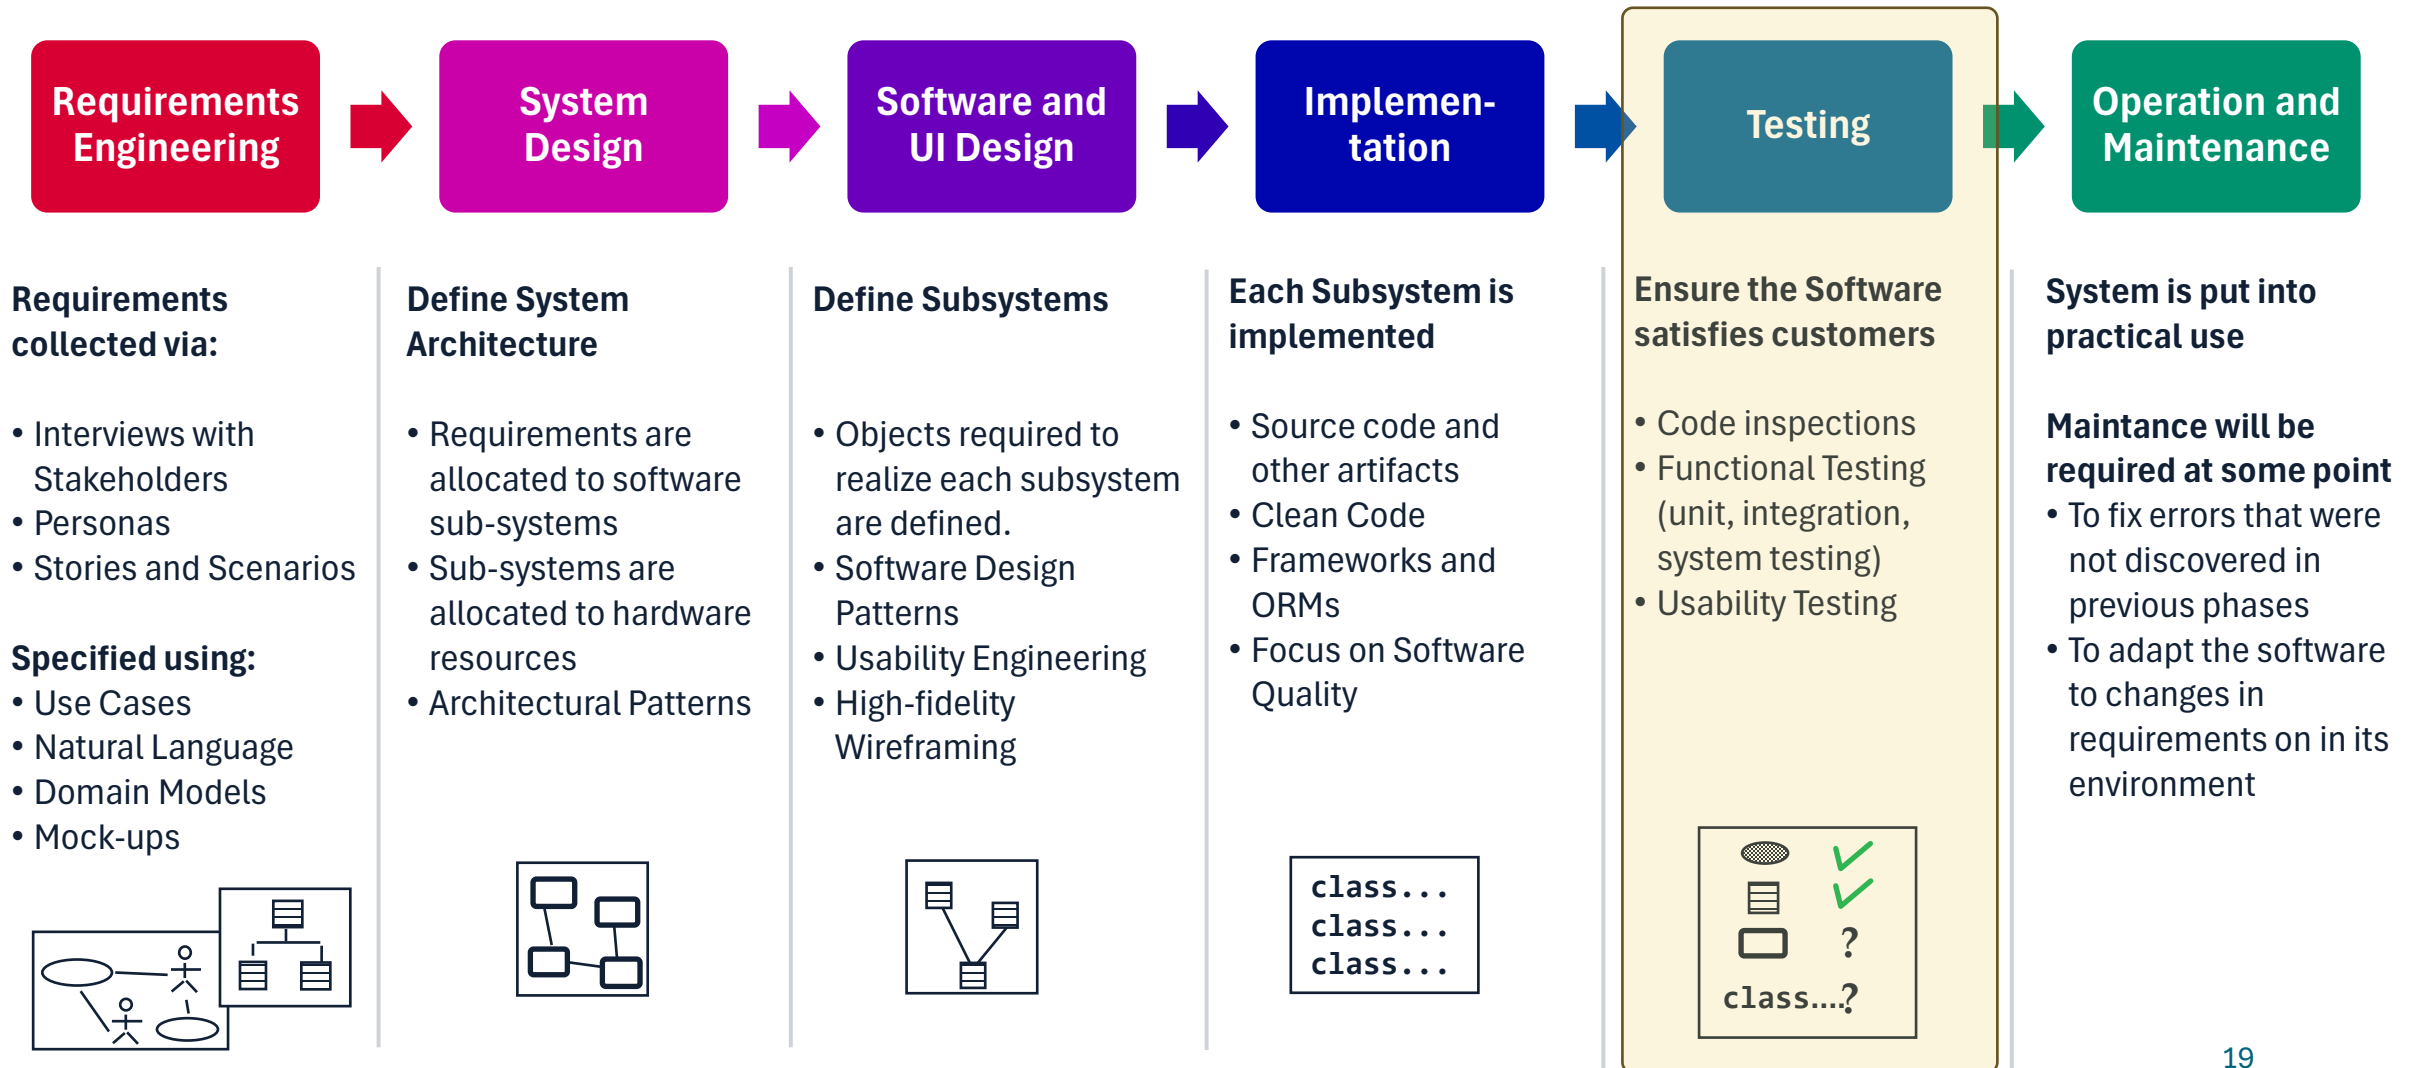 Requirements
Engineering
System
Design
Software and
UI Design
Implemen-
tation
Testing
Operation and
Maintenance
Requirements
collected via:
• Interviews with
Stakeholders
• Personas
• Stories and Scenarios
Specified using:
• Use Cases
• Natural Language
• Domain Models
• Mock-ups
Define System
Architecture
• Requirements are
allocated to software
sub-systems
• Sub-systems are
allocated to hardware
resources
• Architectural Patterns
Define Subsystems
• Objects required to
realize each subsystem
are defined.
• Software Design
Patterns
• Usability Engineering
• High-fidelity
Wireframing
Each Subsystem is
implemented
• Source code and
other artifacts
• Clean Code
• Frameworks and
ORMs
• Focus on Software
Quality
class...
class...
class...
Ensure the Software
satisfies customers
• Code inspections
• Functional Testing
(unit, integration,
system testing)
• Usability Testing
?
class....?
System is put into
practical use
Maintance will be
required at some point
• To fix errors that were
not discovered in
previous phases
• To adapt the software
to changes in
requirements on in its
environment
19